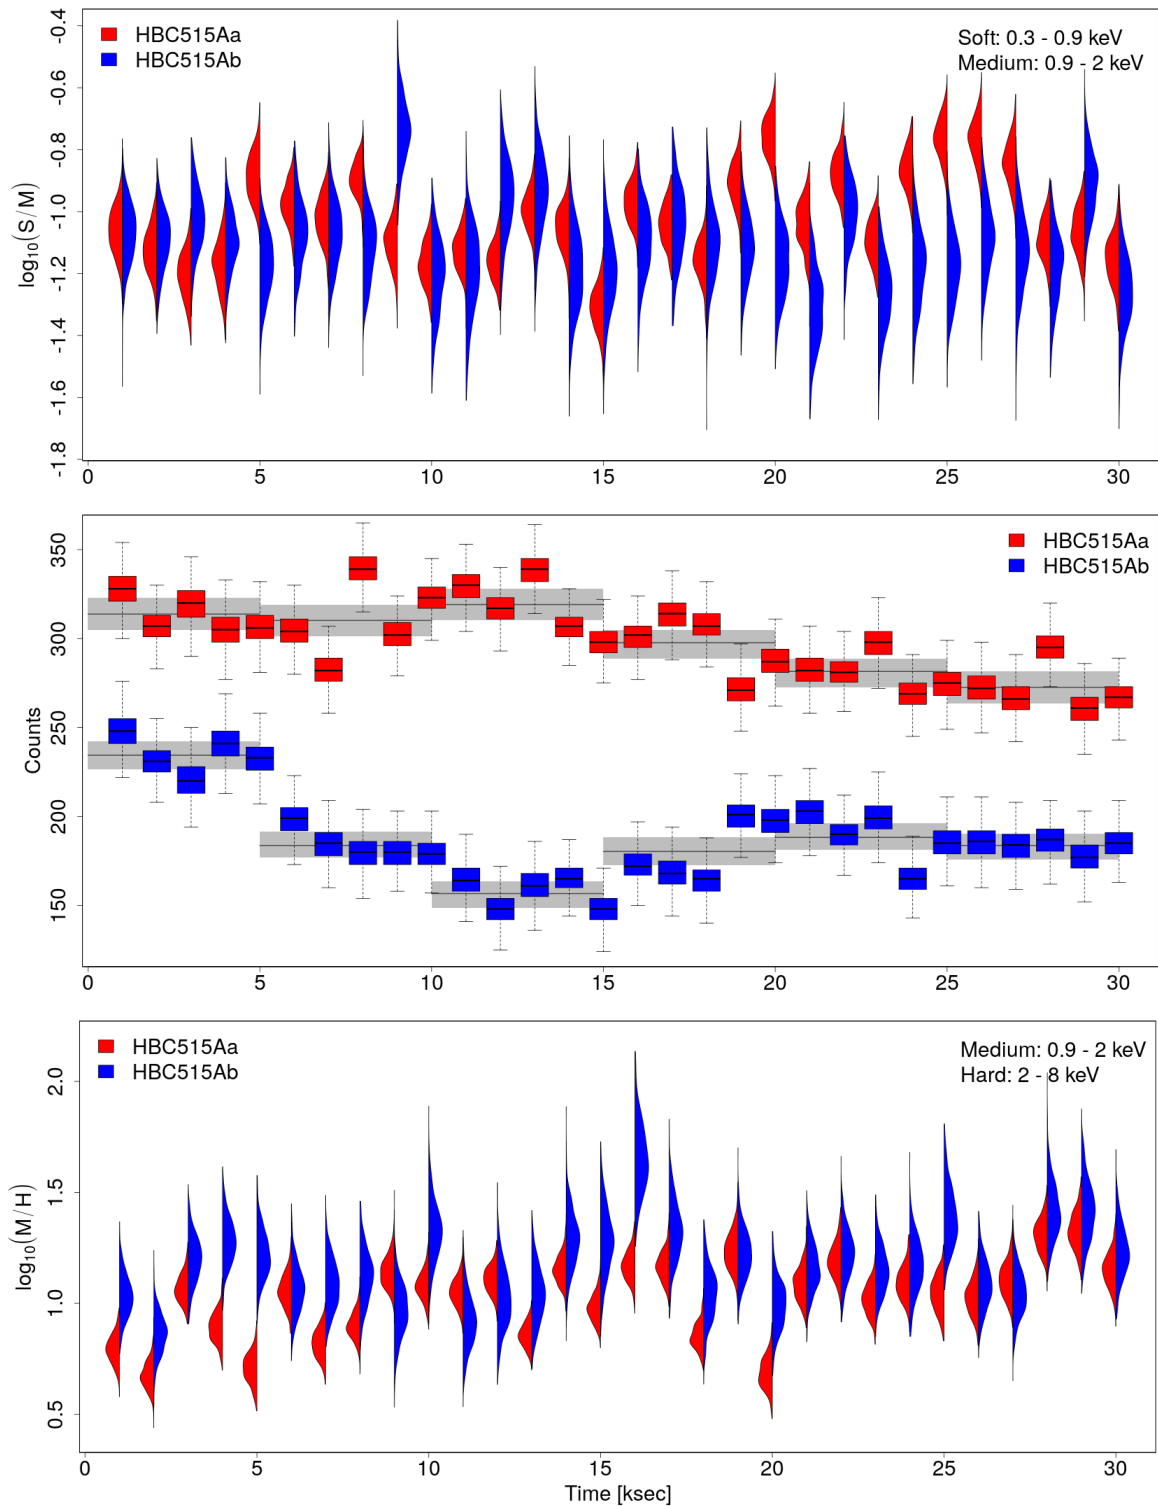 HBC515Aa
HBC515Ab
Soft: 0.3 - 0.9 keV
Medium: 0.9 - 2 keV
log10(S/M)
-0.4
-0.6
-0.8
-1.0
-1.2
-1.4
-1.6
-1.8
0 5 10 15 20 25 30
HBC515Aa
HBC515Ab
Counts
350
300
250
200
150
0 5 10 15 20 25 30
HBC515Aa
HBC515Ab
Medium: 0.9 - 2 keV
Hard: 2 - 8 keV
log10(M/H)
2.0
1.5
1.0
0.5
0 5 10 15 20 25 30
Time [ksec]